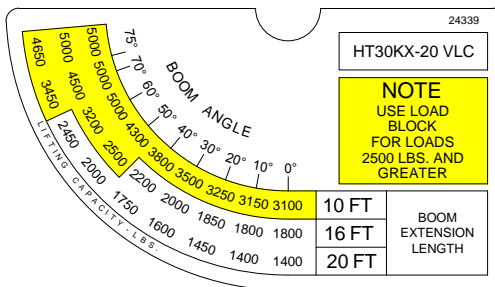 24339
HT30KX-20 VLC
NOTE
USE LOAD
BLOCK
FOR LOADS
2500 LBS. AND
GREATER
BOOM ANGLE
75° 70° 60° 50° 40° 30° 20° 10° 0°
5000 5000 5000 4300 3800 3500 3250 3150 3100 10 FT
5000 4500 3200 2500 2200 2000 1850 1800 1800 16 FT
4650 3450 2450 2000 1750 1600 1450 1400 1400 20 FT
LIFTING CAPACITY-LBS.
BOOM
EXTENSION
LENGTH